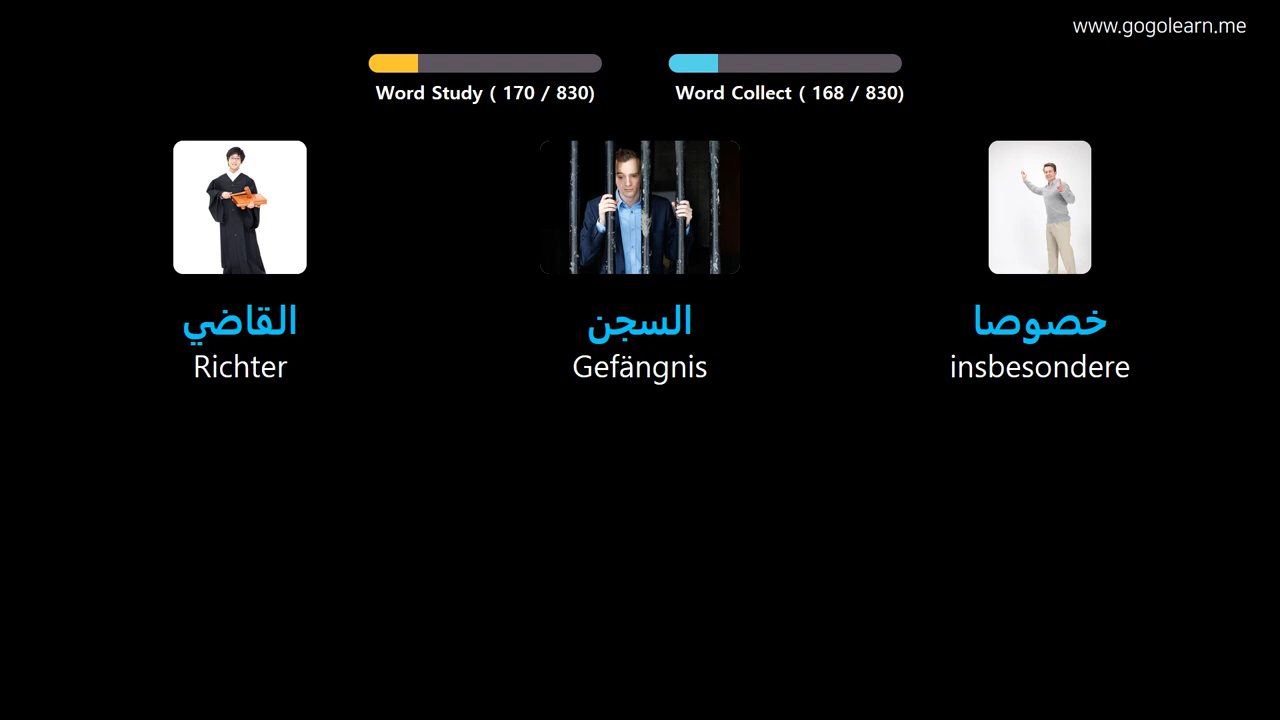 www.gogolearn.me
Word Study ( 170 / 830)
Word Collect ( 168 / 830)
القاضي
Richter
السجن
Gefängnis
خصوصا
insbesondere